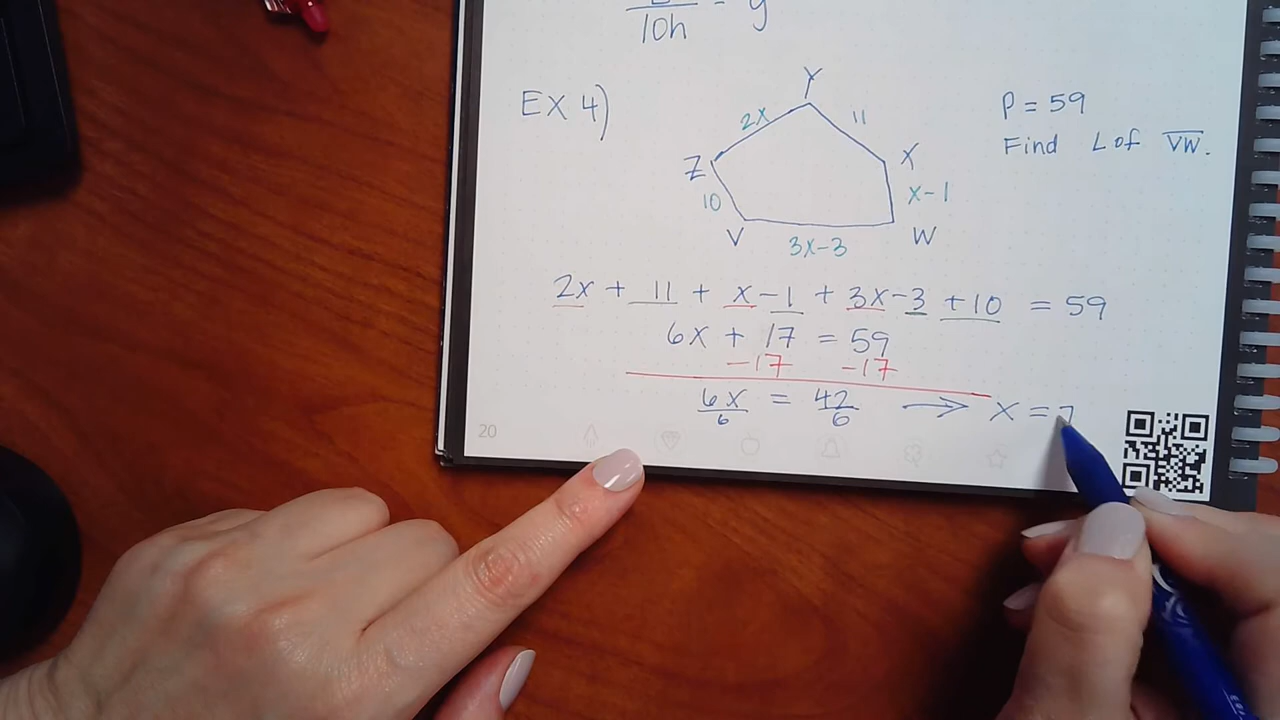 10h = y
EX 4)
Y
2x
11
P = 59
Find L of VW.
Z
X
10
x-1
V
W
3x-3
2x + 11 + x-1 + 3x-3 +10 = 59
6x + 17 = 59
-17 -17
6x = 42 → x = 7
6 6
20